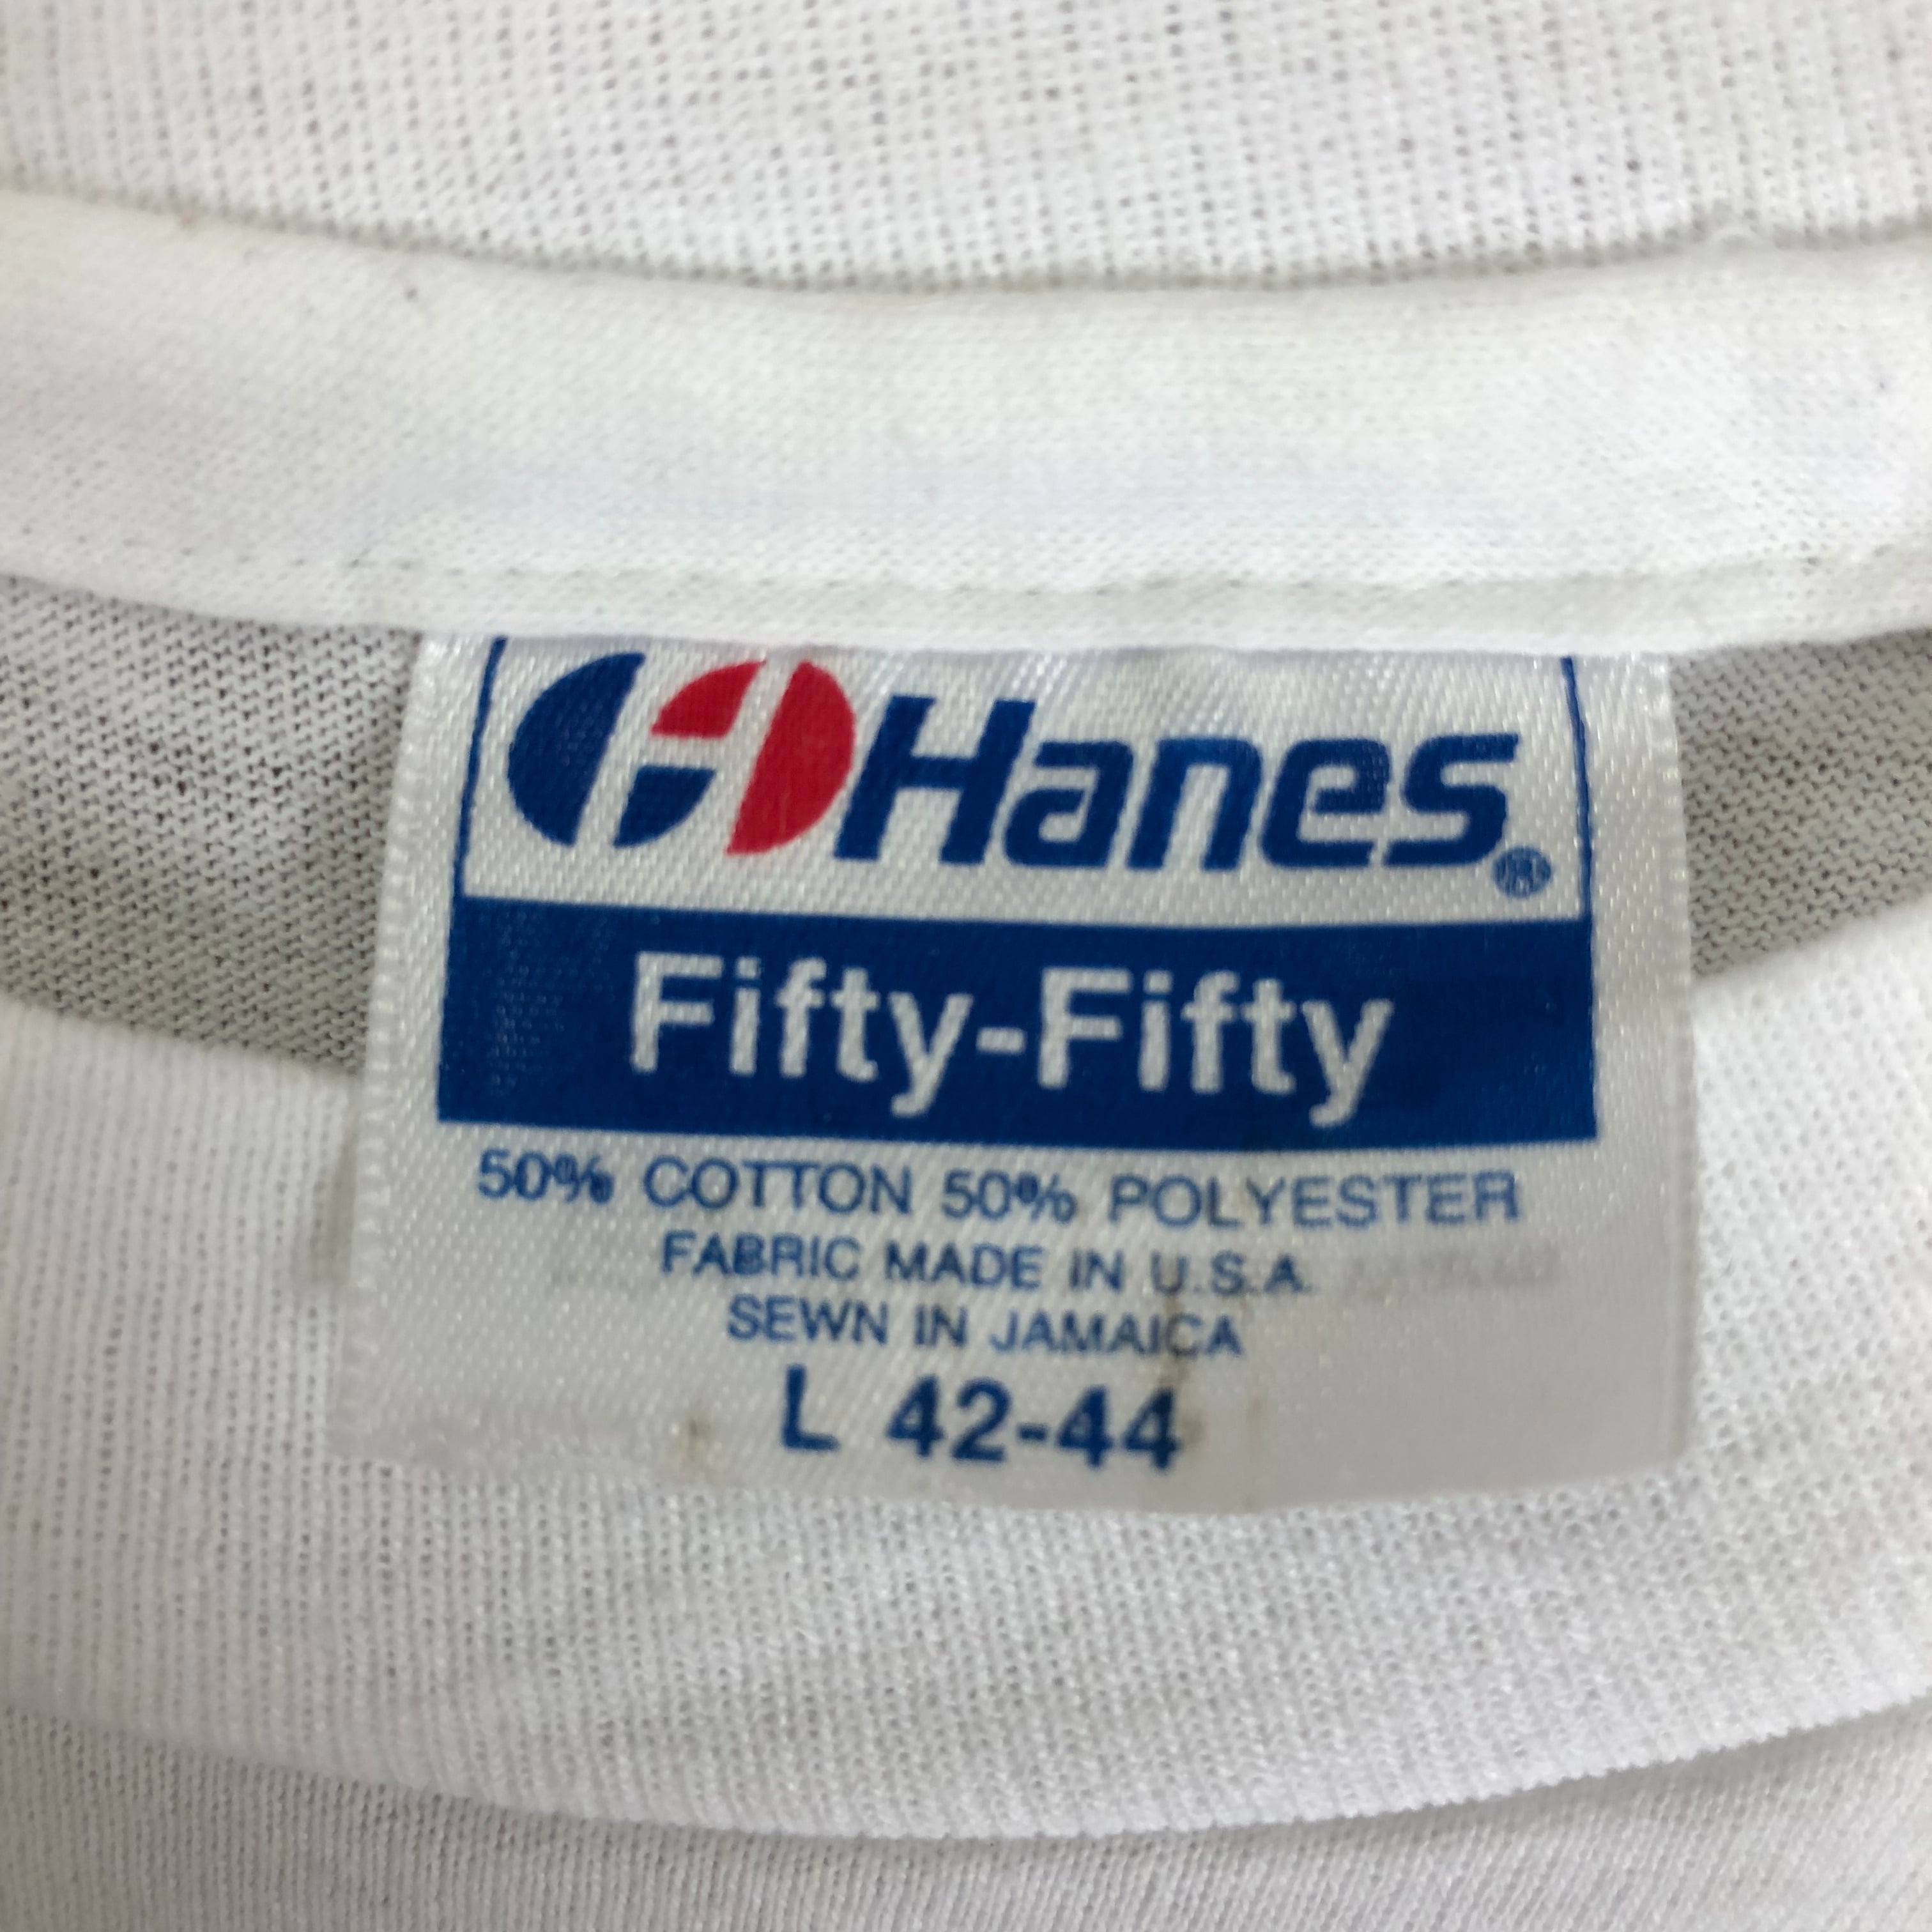 Hanes®
Fifty-Fifty
50% COTTON 50% POLYESTER
FABRIC MADE IN U.S.A.
SEWN IN JAMAICA
L 42-44